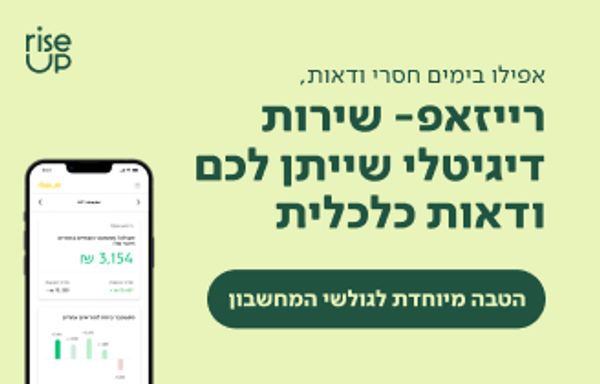 rise
up
אפילו בימים חסרי ודאות,
רייזאפ- שירות
דיגיטלי שייתן לכם
ודאות כלכלית
הטבה מיוחדת לגולשי המחשבון
3,154 ₪